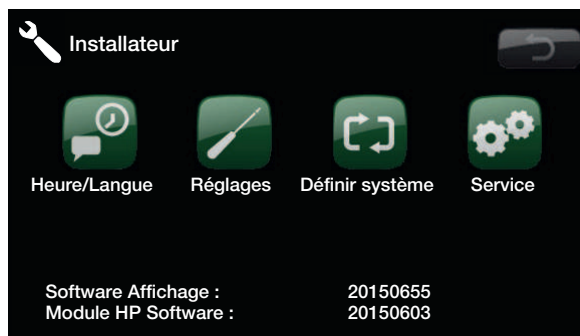 Installateur
Heure/Langue Réglages Définir système Service
Software Affichage : 20150655
Module HP Software : 20150603